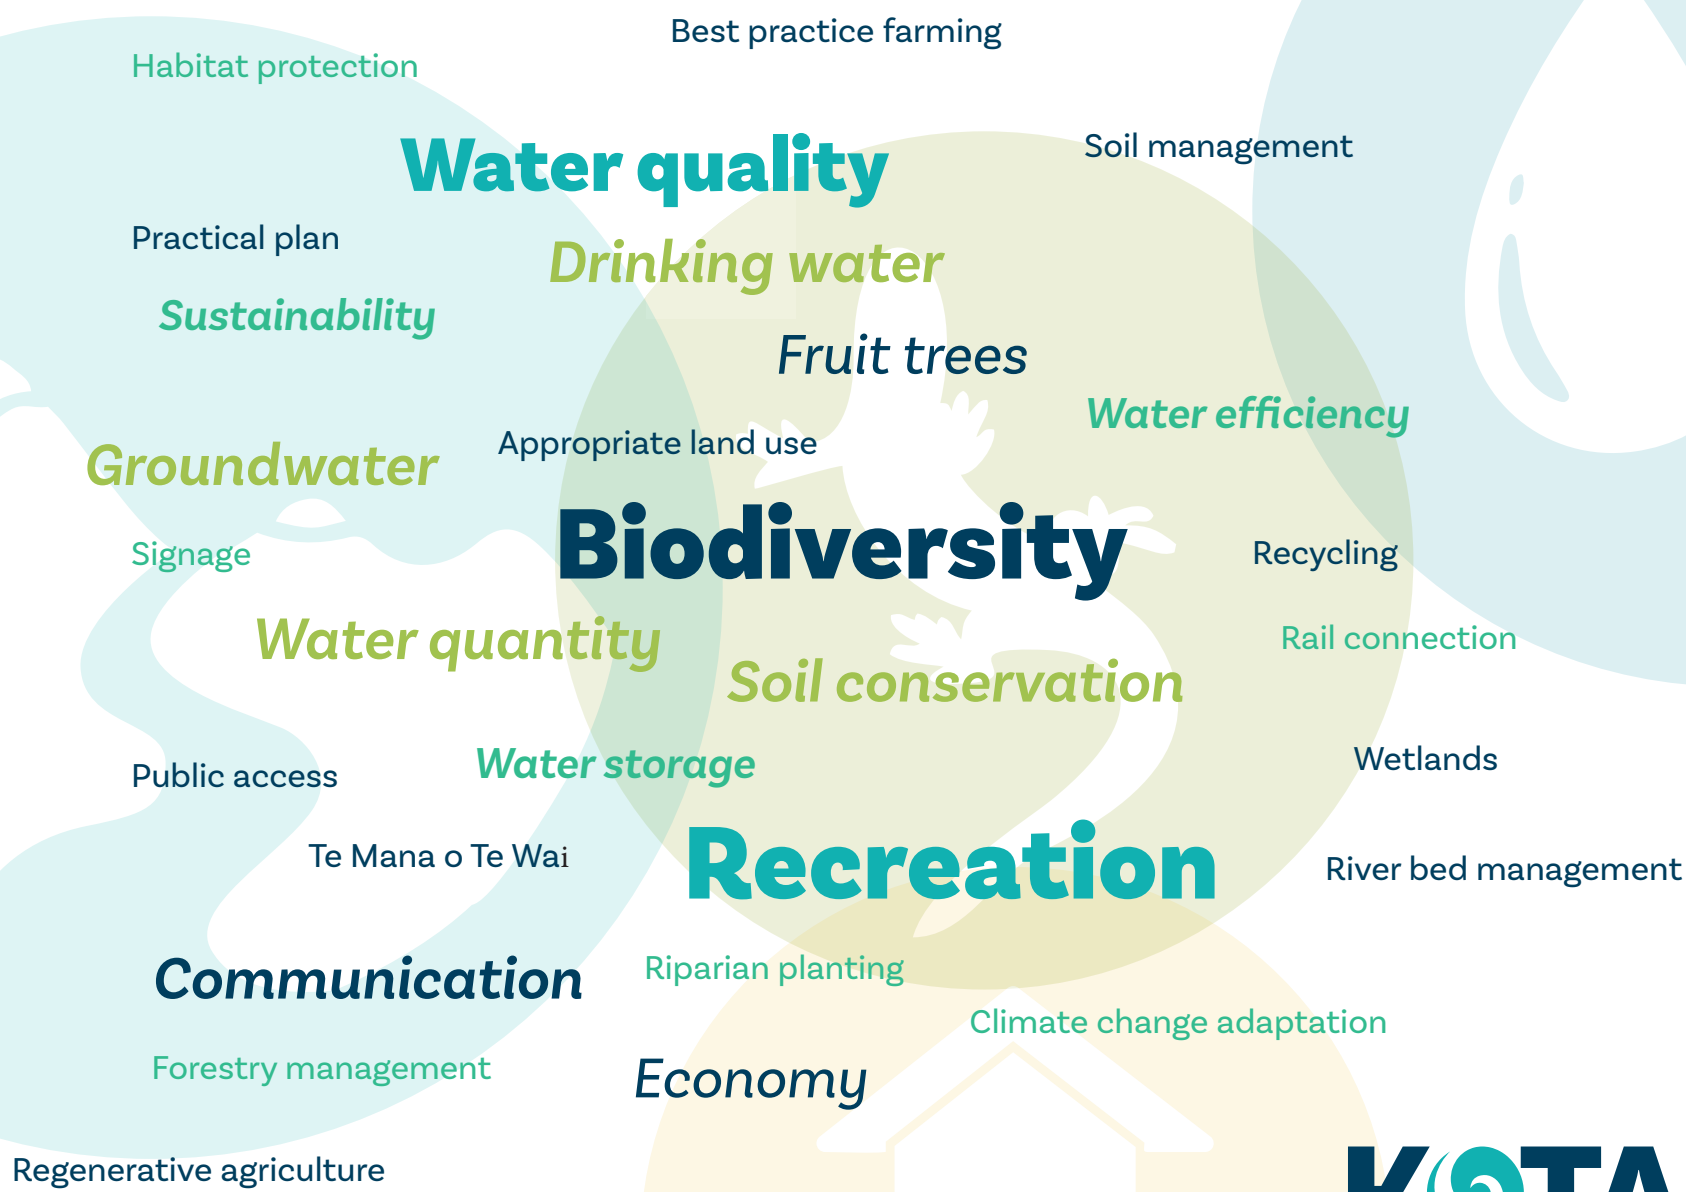 Best practice farming
Habitat protection
Water quality
Soil management
Practical plan
Drinking water
Sustainability
Fruit trees
Water efficiency
Appropriate land use
Groundwater
Biodiversity
Signage
Recycling
Water quantity
Rail connection
Soil conservation
Water storage
Wetlands
Public access
Te Mana o Te Wai
Recreation
River bed management
Communication
Riparian planting
Climate change adaptation
Forestry management
Economy
Regenerative agriculture
KOTA